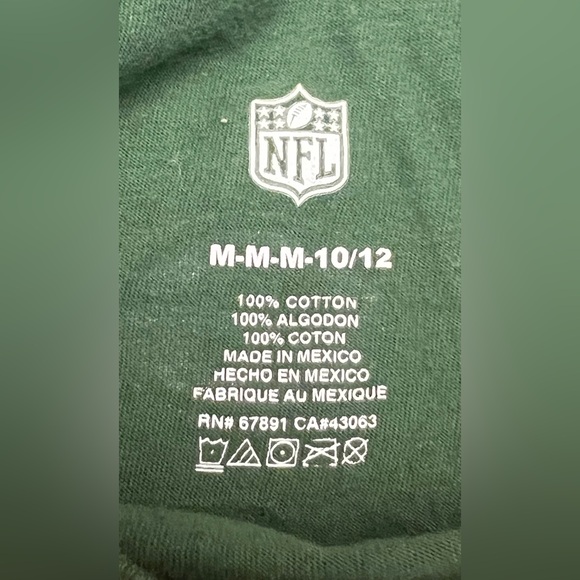 NFL
M-M-M-10/12
100% COTTON
100% ALGODON
100% COTON
MADE IN MEXICO
HECHO EN MEXICO
FABRIQUE AU MEXIQUE
RN# 67891 CA#43063